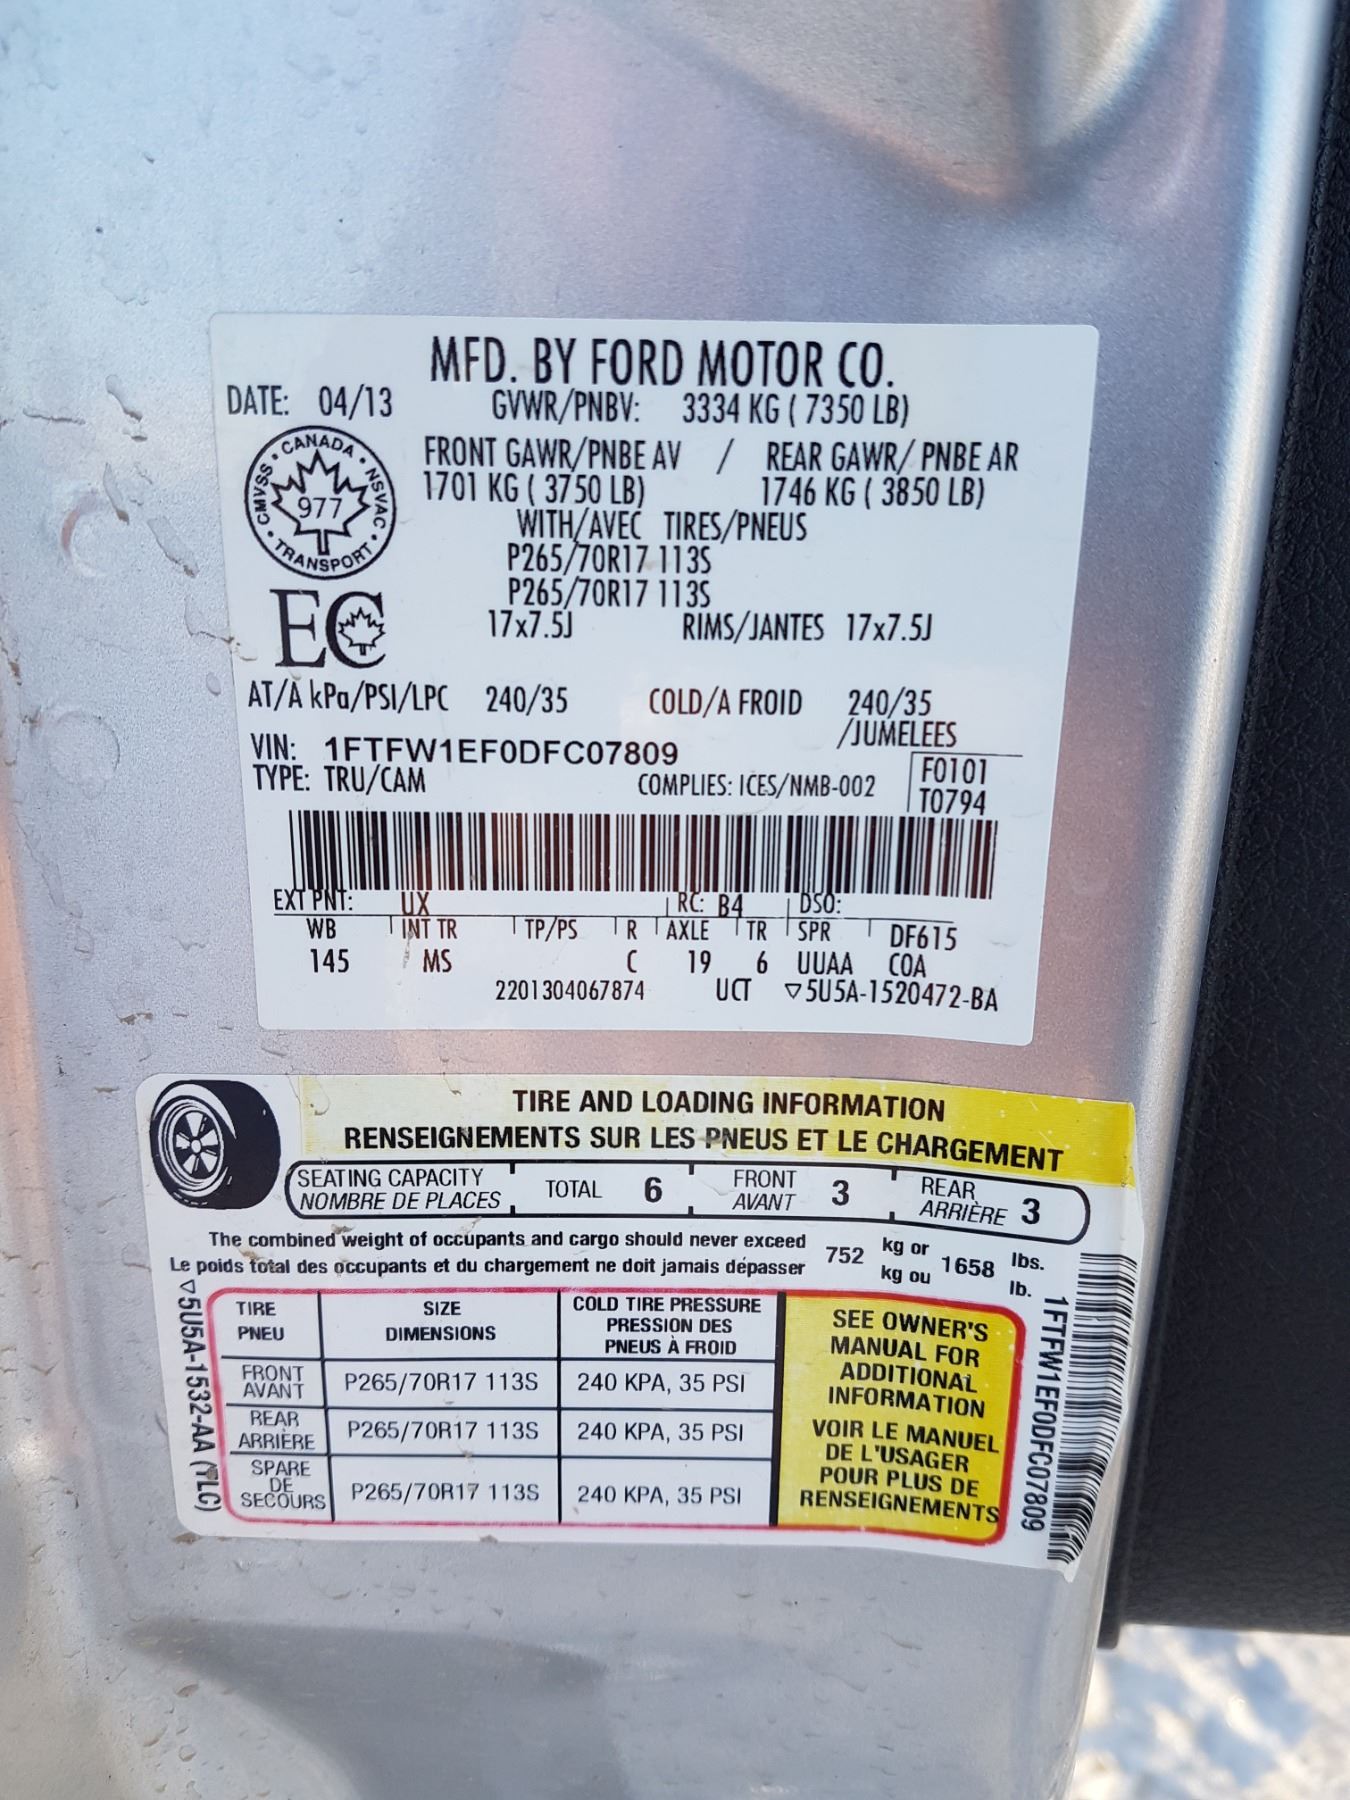 MFD. BY FORD MOTOR CO.
DATE: 04/13 GVWR/PNBV: 3334 KG ( 7350 LB)
FRONT GAWR/PNBE AV / REAR GAWR/ PNBE AR
1701 KG ( 3750 LB) 1746 KG ( 3850 LB)
WITH/AVEC TIRES/PNEUS
P265/70R17 113S
P265/70R17 113S
17x7.5J RIMS/JANTES 17x7.5J
CANADA
CMVSS • NSVAC
977
TRANSPORT
EC
AT/A kPa/PSI/LPC 240/35 COLD/A FROID 240/35
/JUMELEES
VIN: 1FTFW1EF0DFC07809
TYPE: TRU/CAM COMPLIES: ICES/NMB-002
F0101
T0794
EXT PNT: UX RC: B4 DSO:
WB INT TR TP/PS R AXLE TR SPR DF615
145 MS C 19 6 UUAA COA
2201304067874 UCT ▽5U5A-1520472-BA
TIRE AND LOADING INFORMATION
RENSEIGNEMENTS SUR LES PNEUS ET LE CHARGEMENT
SEATING CAPACITY
NOMBRE DE PLACES
TOTAL 6
FRONT
AVANT 3
REAR
ARRIÈRE 3
The combined weight of occupants and cargo should never exceed
Le poids total des occupants et du chargement ne doit jamais dépasser
752 kg or 1658 lbs.
kg ou lb.
TIRE SIZE COLD TIRE PRESSURE
PNEU DIMENSIONS PRESSION DES
PNEUS À FROID
FRONT
AVANT P265/70R17 113S 240 KPA, 35 PSI
REAR
ARRIÈRE P265/70R17 113S 240 KPA, 35 PSI
SPARE
DE
SECOURS P265/70R17 113S 240 KPA, 35 PSI
SEE OWNER'S
MANUAL FOR
ADDITIONAL
INFORMATION
VOIR LE MANUEL
DE L'USAGER
POUR PLUS DE
RENSEIGNEMENTS
▽5U5A-1532-AA (TLC)
1FTFW1EF0DFC07809